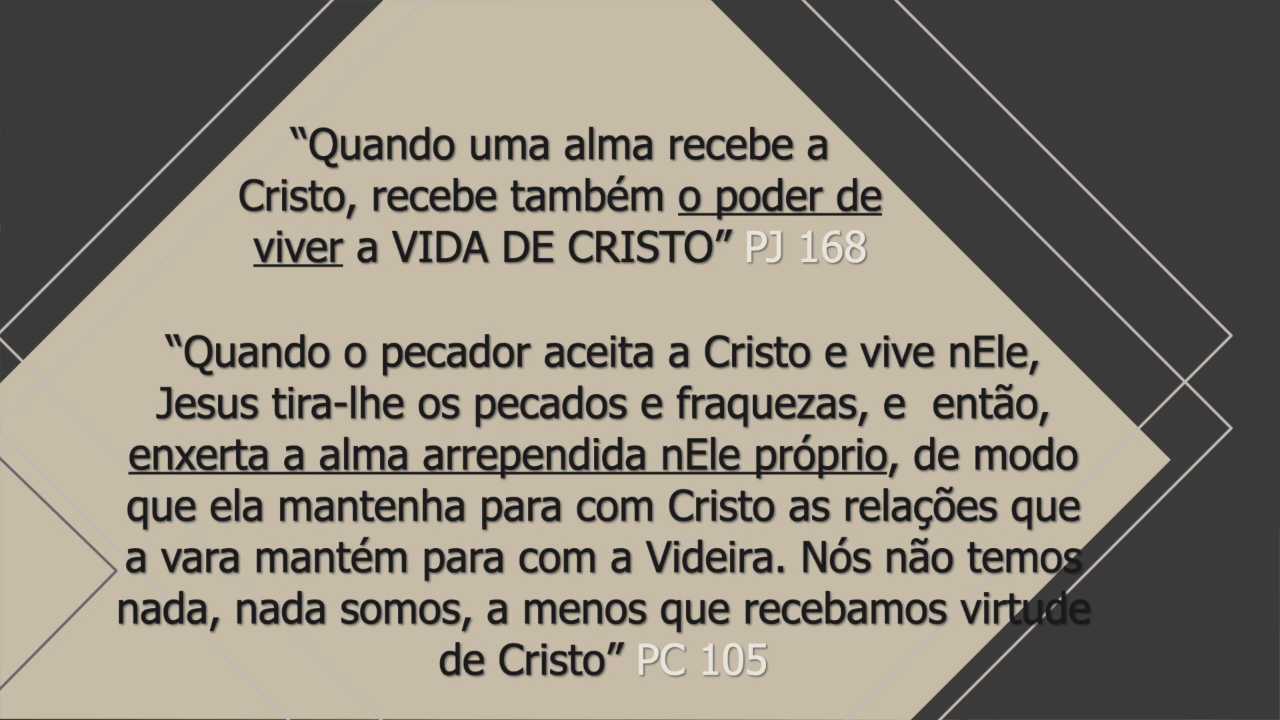 “Quando uma alma recebe a
Cristo, recebe também o poder de
viver a VIDA DE CRISTO” PJ 168
“Quando o pecador aceita a Cristo e vive nEle,
Jesus tira-lhe os pecados e fraquezas, e  então,
enxerta a alma arrependida nEle próprio, de modo
que ela mantenha para com Cristo as relações que
a vara mantém para com a Videira. Nós não temos
nada, nada somos, a menos que recebamos virtude
de Cristo” PC 105